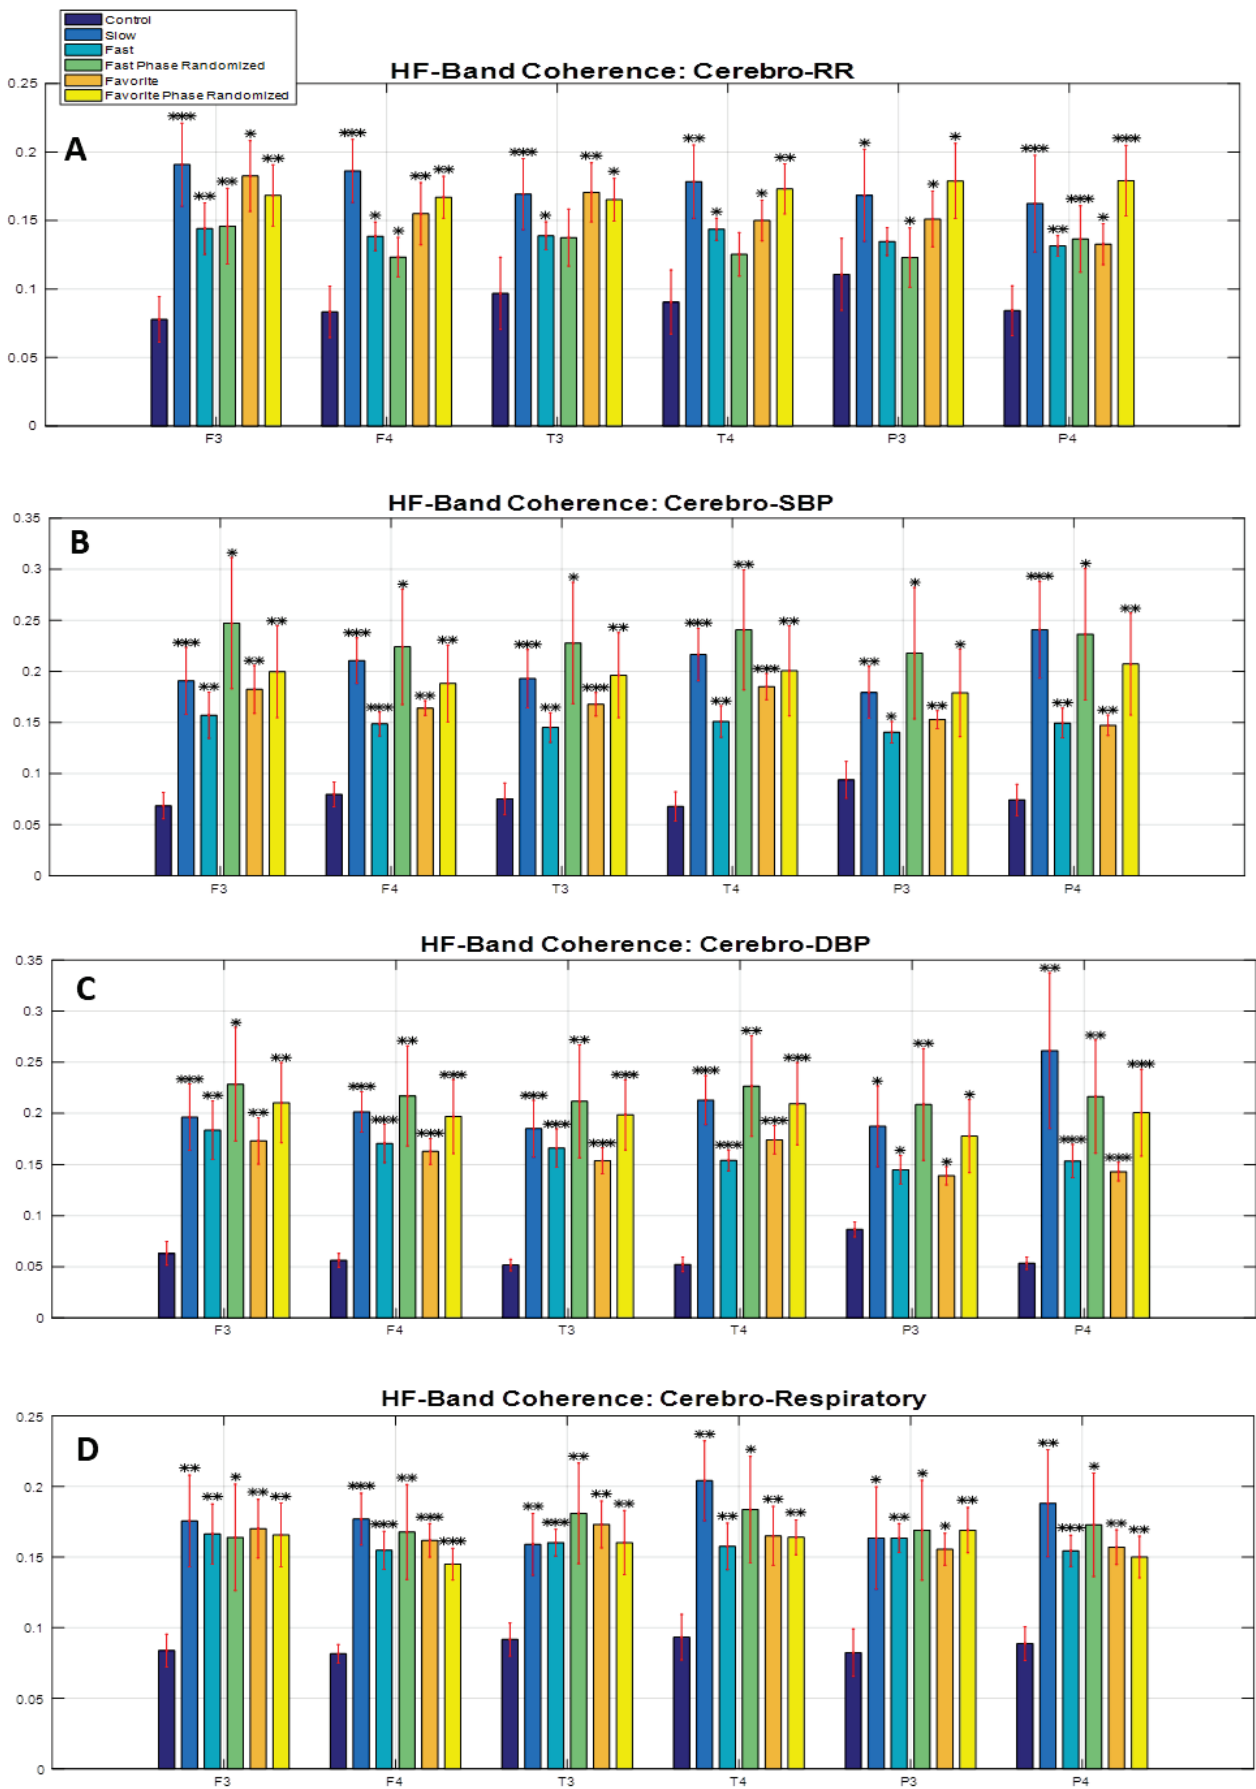 Control
Slow
Fast
Fast Phase Randomized
Favorite
Favorite Phase Randomized
HF-Band Coherence: Cerebro-RR
A
0.25
0.2
0.15
0.1
0.05
0
*** ** ** * **
*** * * ** **
*** * ** *
** * * **
* * * *
*** ** *** * ***
F3 F4 T3 T4 P3 P4
HF-Band Coherence: Cerebro-SBP
B
0.35
0.3
0.25
0.2
0.15
0.1
0.05
0
*** ** * ** **
*** *** * ** **
*** ** * *** **
*** ** ** *** **
** * * ** *
*** ** * ** **
F3 F4 T3 T4 P3 P4
HF-Band Coherence: Cerebro-DBP
C
0.35
0.3
0.25
0.2
0.15
0.1
0.05
0
*** ** * ** **
*** *** ** *** ***
*** *** ** *** ***
*** *** ** *** ***
* * ** * *
** *** ** *** ***
F3 F4 T3 T4 P3 P4
HF-Band Coherence: Cerebro-Respiratory
D
0.25
0.2
0.15
0.1
0.05
0
** ** * ** **
*** *** ** *** ***
** *** ** ** **
** ** * ** **
* ** * * **
** *** * ** **
F3 F4 T3 T4 P3 P4